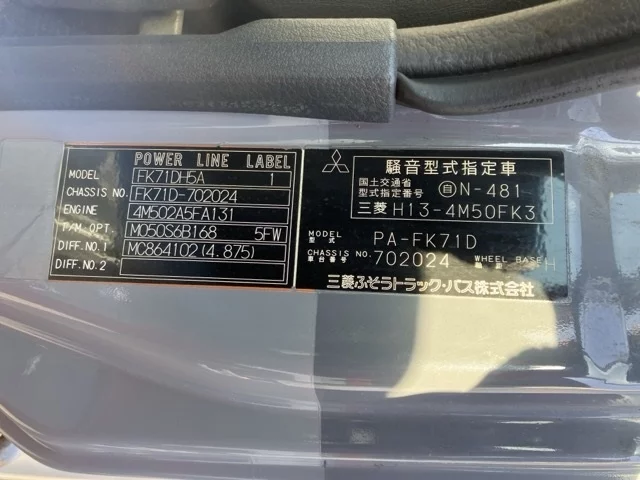 POWER LINE LABEL
MODEL FK71DH5A 1
CHASSIS NO. FK71D-702024
ENGINE 4M502A5FA131
P/M. OPT M050S6B168 5FW
DIFF. NO. 1 MC864102(4.875)
DIFF. NO. 2
騒音型式指定車
国土交通省
型式指定番号 自N-481
三菱 H13-4M50FK3
MODEL
型式 PA-FK71D
CHASSIS NO.
車台番号 702024 WHEEL BASE H
三菱ふそうトラック・バス株式会社